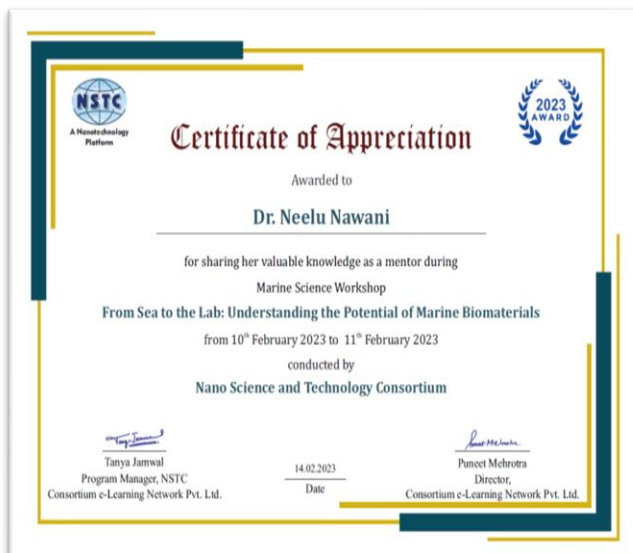 NSTC
A Nanotechnology
Platform
2023
AWARD
Certificate of Appreciation
Awarded to
Dr. Neelu Nawani
for sharing her valuable knowledge as a mentor during
Marine Science Workshop
From Sea to the Lab: Understanding the Potential of Marine Biomaterials
from 10th February 2023 to 11th February 2023
conducted by
Nano Science and Technology Consortium
Tanya Jamwal
Program Manager, NSTC
Consortium e-Learning Network Pvt. Ltd.
14.02.2023
Date
Puneet Mehrotra
Director,
Consortium e-Learning Network Pvt. Ltd.